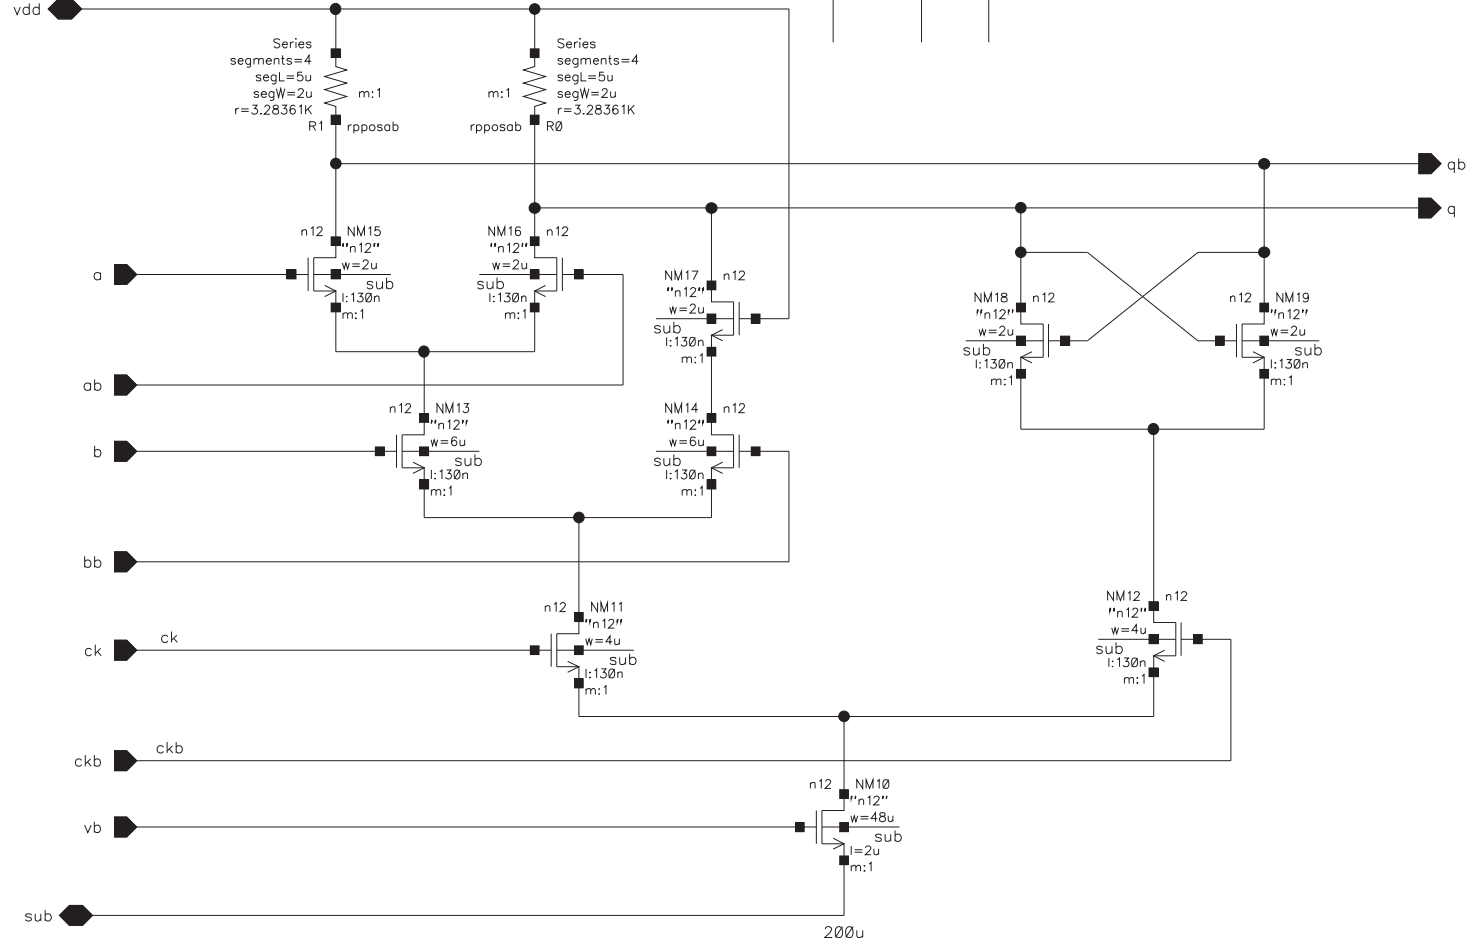 vdd
Series
segments=4
segL=5u
segW=2u
r=3.28361K
m:1
R1
rpposab
Series
segments=4
segL=5u
segW=2u
r=3.28361K
m:1
rpposab
R0
qb
q
n12
NM15
"n12"
w=2u
sub
l:130n
m:1
NM16
n12
"n12"
w=2u
sub
l:130n
m:1
a
NM17
n12
"n12"
w=2u
sub
l:130n
m:1
NM18
n12
"n12"
w=2u
sub
l:130n
m:1
n12
NM19
"n12"
w=2u
sub
l:130n
m:1
ab
n12
NM13
"n12"
w=6u
sub
l:130n
m:1
NM14
n12
"n12"
w=6u
sub
l:130n
m:1
b
bb
n12
NM11
"n12"
w=4u
sub
l:130n
m:1
NM12
n12
"n12"
w=4u
sub
l:130n
m:1
ck
ck
ckb
ckb
n12
NM10
"n12"
w=48u
sub
l=2u
m:1
vb
sub
200u